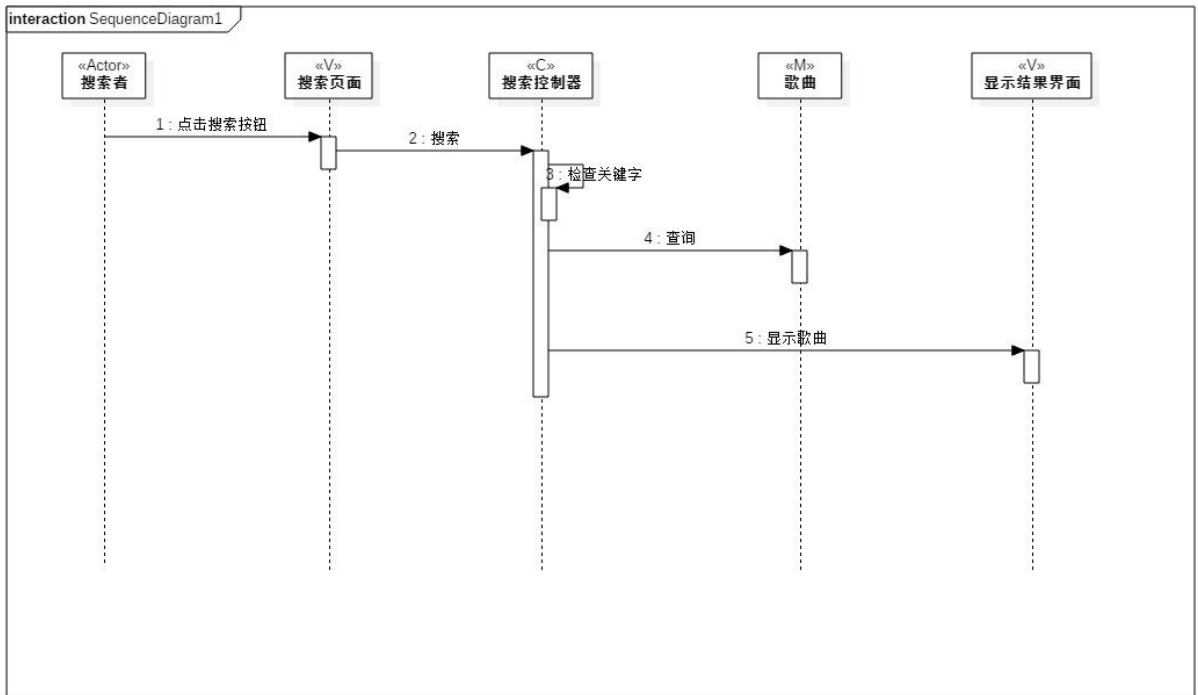 interaction SequenceDiagram1
«Actor»
搜索者
«V»
搜索页面
«C»
搜索控制器
«M»
歌曲
«V»
显示结果界面
1 : 点击搜索按钮
2 : 搜索
3 : 检查关键字
4 : 查询
5 : 显示歌曲